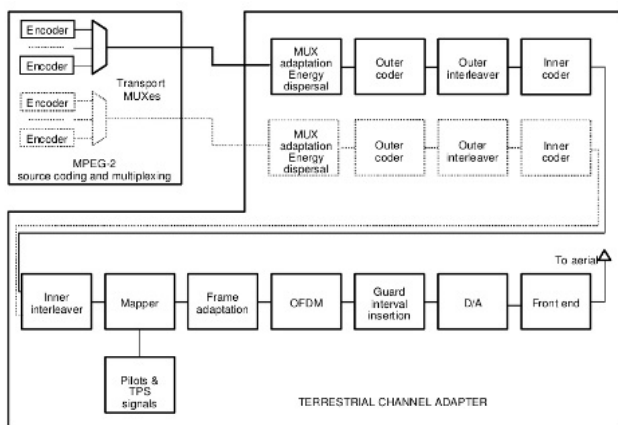 Encoder
Encoder
Transport
MUXes
Encoder
Encoder
MPEG-2
source coding and multiplexing
MUX
adaptation
Energy
dispersal
Outer
coder
Outer
interleaver
Inner
coder
MUX
adaptation
Energy
dispersal
Outer
coder
Outer
interleaver
Inner
coder
To aerial
Inner
interleaver
Mapper
Frame
adaptation
OFDM
Guard
interval
insertion
D/A
Front end
Pilots &
TPS
signals
TERRESTRIAL CHANNEL ADAPTER